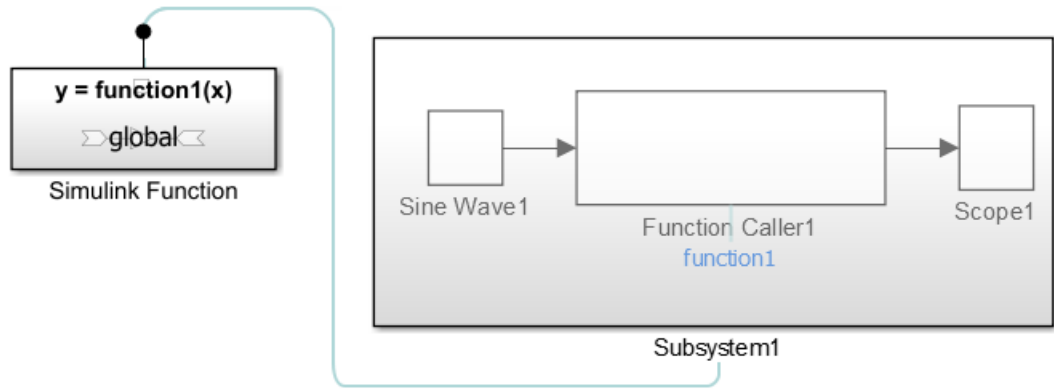 y = function1(x)
global
Simulink Function
Sine Wave1
Function Caller1
function1
Scope1
Subsystem1